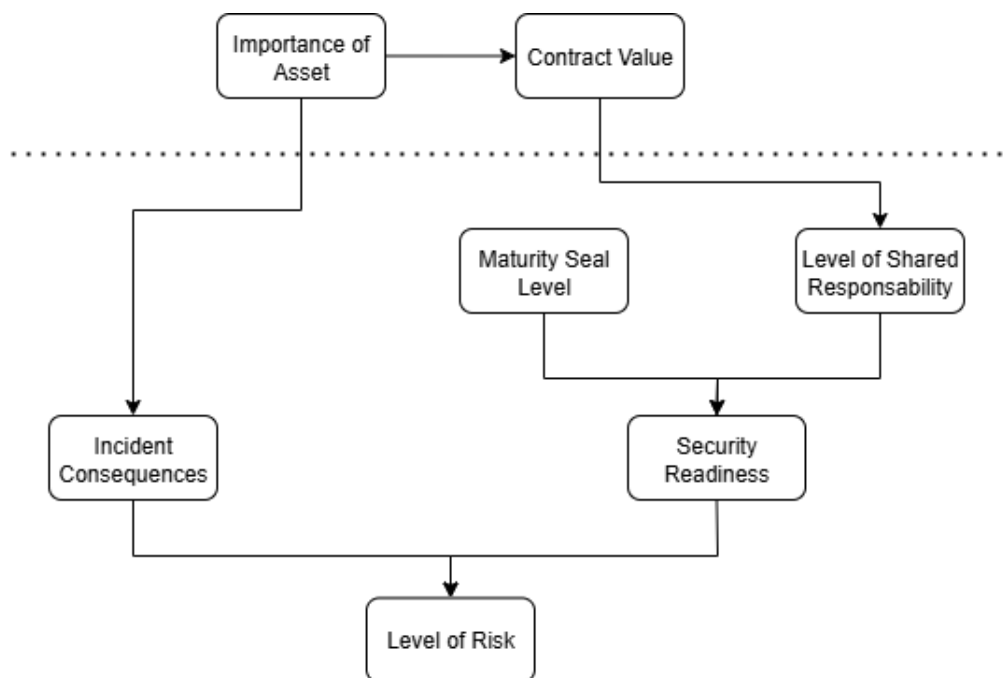 Importance of
Asset
Contract Value
Maturity Seal
Level
Level of Shared
Responsability
Incident
Consequences
Security
Readiness
Level of Risk